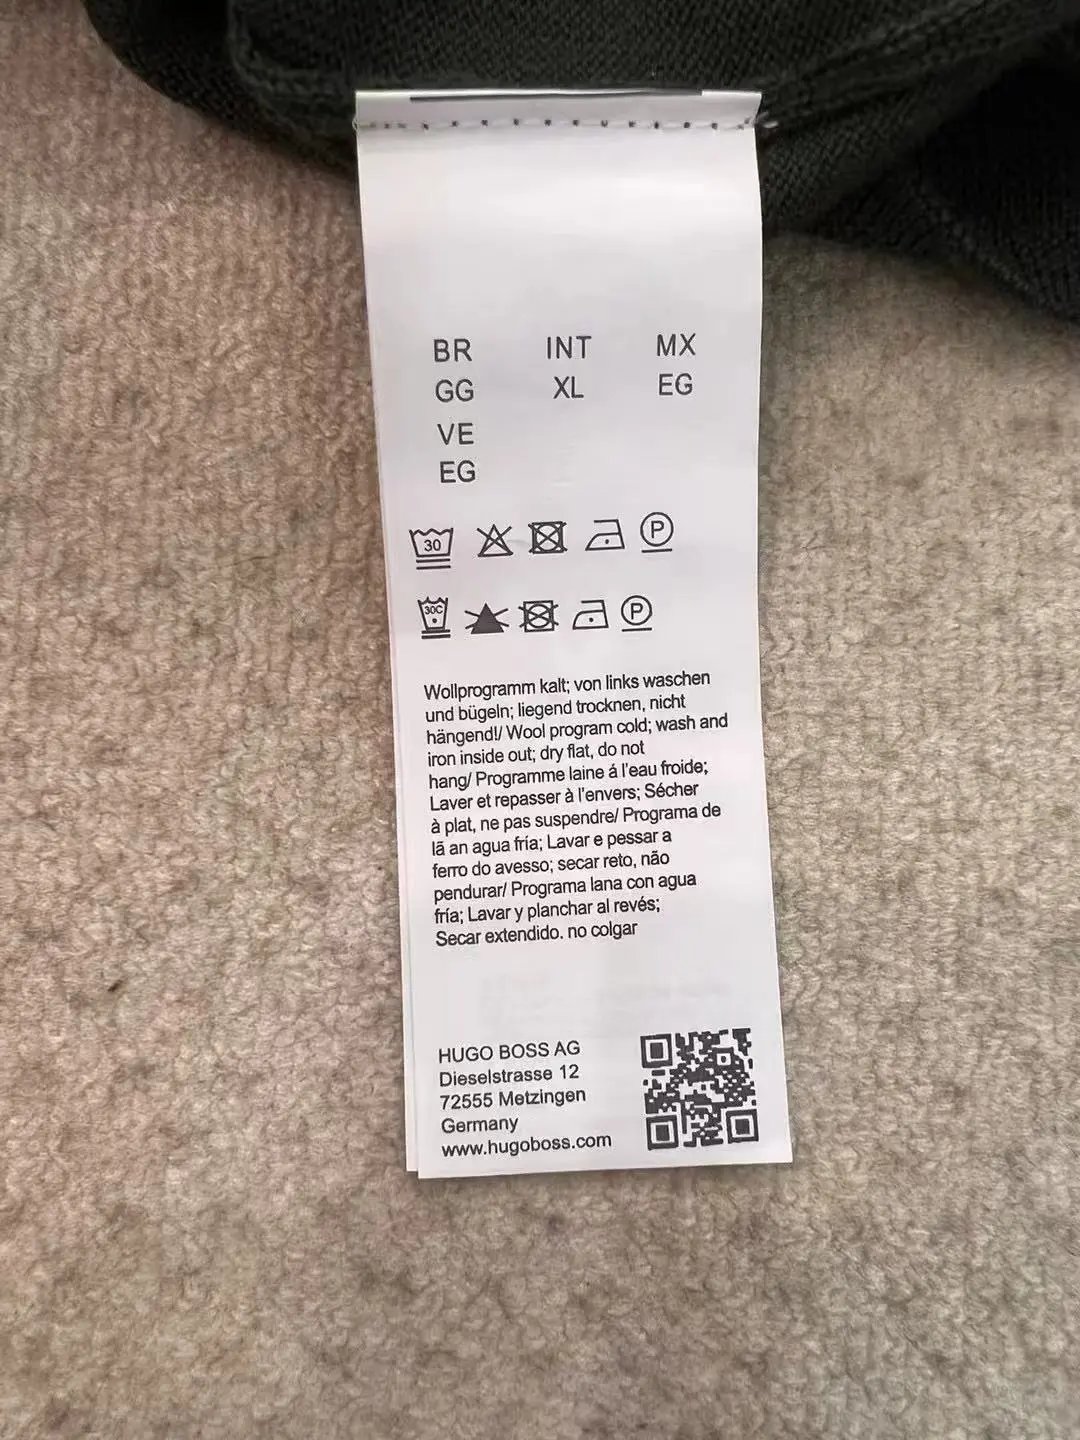 BR INT MX
GG XL EG
VE
EG
30 P
30C P
Wollprogramm kalt; von links waschen
und bügeln; liegend trocknen, nicht
hängend!/ Wool program cold; wash and
iron inside out; dry flat, do not
hang/ Programme laine á l'eau froide;
Laver et repasser à l'envers; Sécher
à plat, ne pas suspendre/ Programa de
lã an agua fría; Lavar e pessar a
ferro do avesso; secar reto, não
pendurar/ Programa lana con agua
fría; Lavar y planchar al revés;
Secar extendido. no colgar
HUGO BOSS AG
Dieselstrasse 12
72555 Metzingen
Germany
www.hugoboss.com